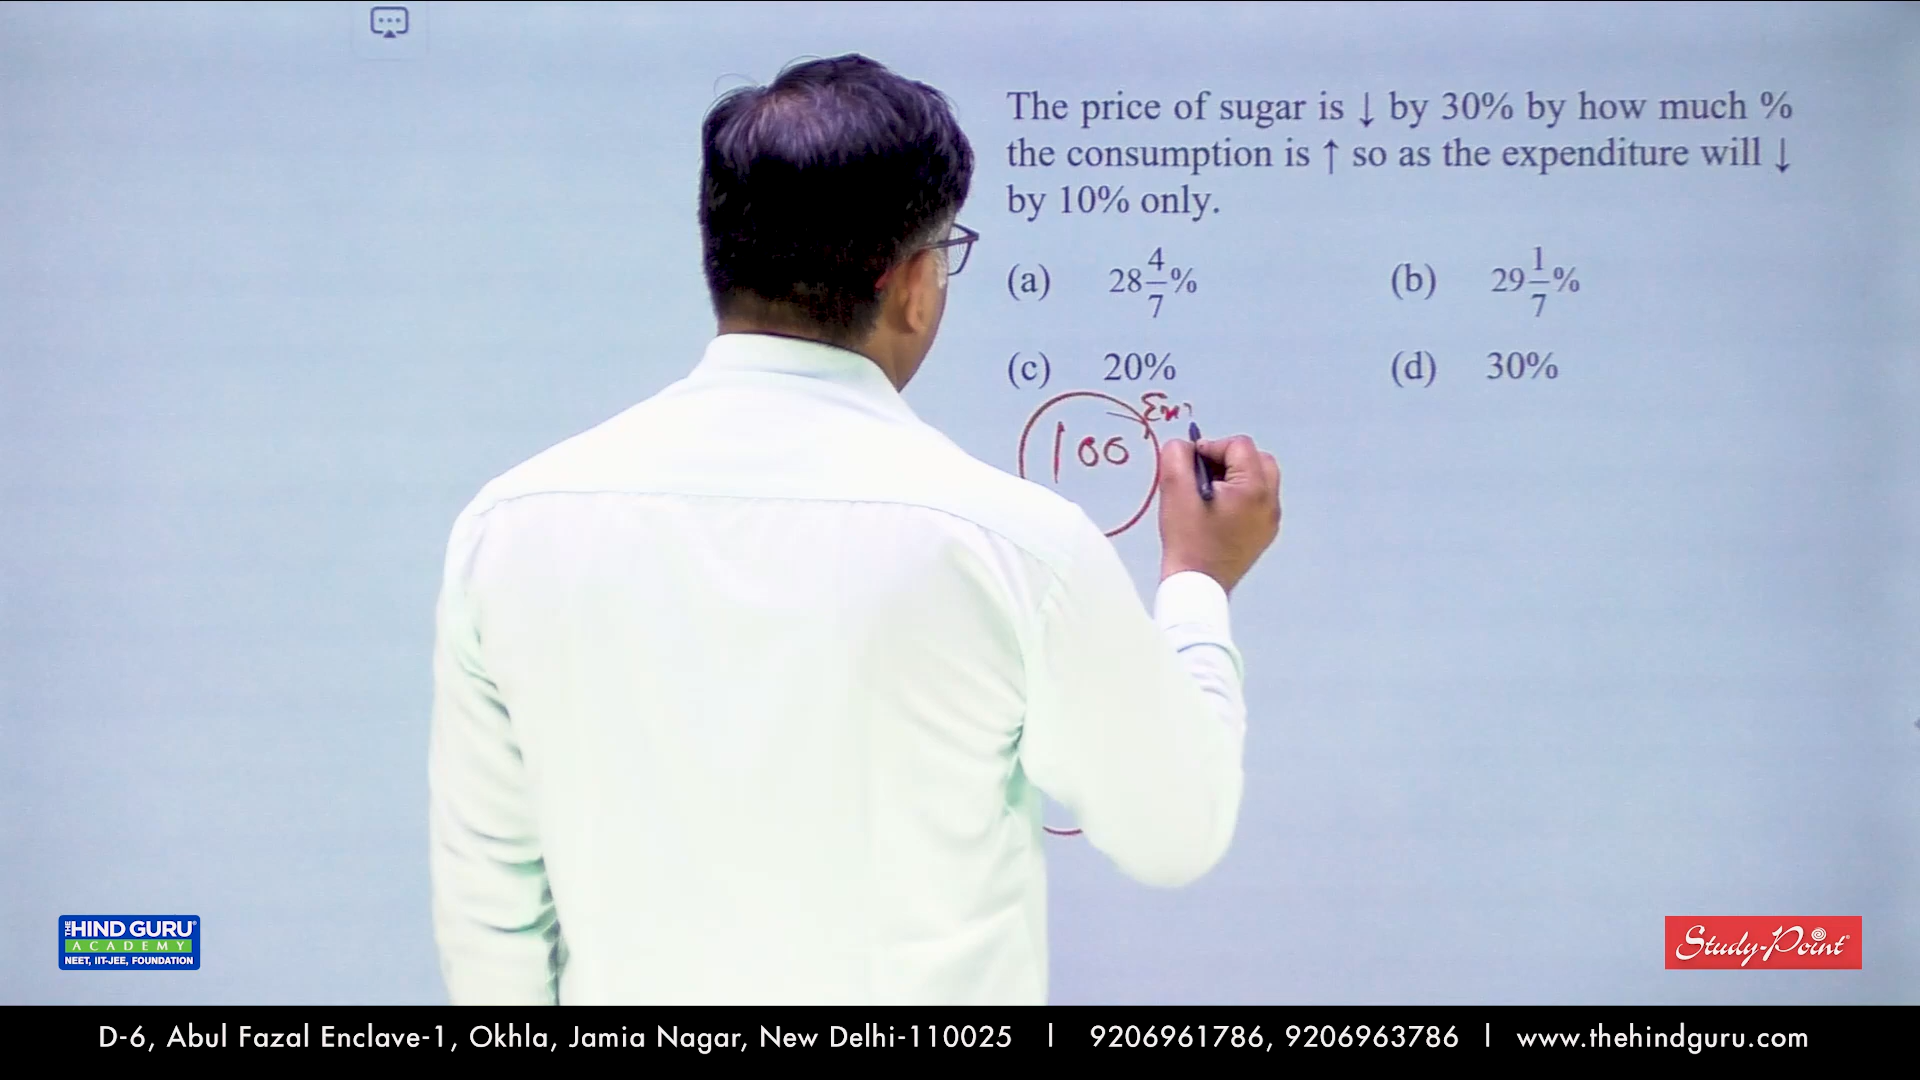 The price of sugar is ↓ by 30% by how much %
the consumption is ↑ so as the expenditure will ↓
by 10% only.
(a) 28 4/7 % (b) 29 1/7 %
(c) 20% (d) 30%
100
THE HIND GURU
ACADEMY
NEET, IIT-JEE, FOUNDATION
Study-Point
D-6, Abul Fazal Enclave-1, Okhla, Jamia Nagar, New Delhi-110025 | 9206961786, 9206963786 | www.thehindguru.com